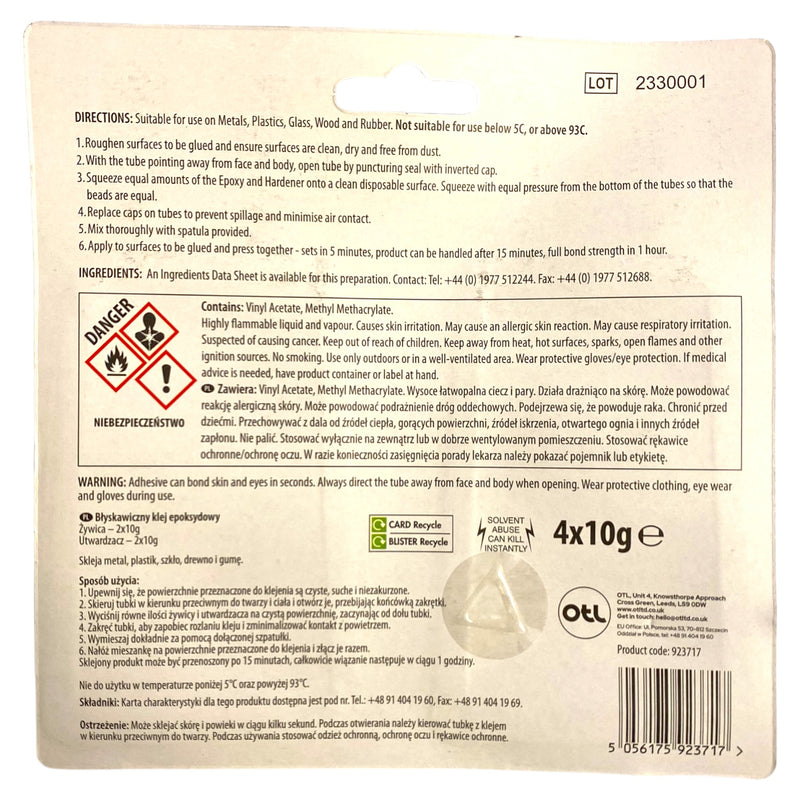 LOT 2330001
DIRECTIONS: Suitable for use on Metals, Plastics, Glass, Wood and Rubber. Not suitable for use below 5C, or above 93C.
1. Roughen surfaces to be glued and ensure surfaces are clean, dry and free from dust.
2. With the tube pointing away from face and body, open tube by puncturing seal with inverted cap.
3. Squeeze equal amounts of the Epoxy and Hardener onto a clean disposable surface. Squeeze with equal pressure from the bottom of the tubes so that the
beads are equal.
4. Replace caps on tubes to prevent spillage and minimise air contact.
5. Mix thoroughly with spatula provided.
6. Apply to surfaces to be glued and press together - sets in 5 minutes, product can be handled after 15 minutes, full bond strength in 1 hour.
INGREDIENTS: An Ingredients Data Sheet is available for this preparation. Contact: Tel: +44 (0) 1977 512244. Fax: +44 (0) 1977 512688.
DANGER
NIEBEZPIECZEŃSTWO
Contains: Vinyl Acetate, Methyl Methacrylate.
Highly flammable liquid and vapour. Causes skin irritation. May cause an allergic skin reaction. May cause respiratory irritation.
Suspected of causing cancer. Keep out of reach of children. Keep away from heat, hot surfaces, sparks, open flames and other
ignition sources. No smoking. Use only outdoors or in a well-ventilated area. Wear protective gloves/eye protection. If medical
advice is needed, have product container or label at hand.
PL Zawiera: Vinyl Acetate, Methyl Methacrylate. Wysoce łatwopalna ciecz i pary. Działa drażniąco na skórę. Może powodować
reakcję alergiczną skóry. Może powodować podrażnienie dróg oddechowych. Podejrzewa się, że powoduje raka. Chronić przed
dziećmi. Przechowywać z dala od źródeł ciepła, gorących powierzchni, źródeł iskrzenia, otwartego ognia i innych źródeł
zapłonu. Nie palić. Stosować wyłącznie na zewnątrz lub w dobrze wentylowanym pomieszczeniu. Stosować rękawice
ochronne/ochronę oczu. W razie konieczności zasięgnięcia porady lekarza należy pokazać pojemnik lub etykietę.
WARNING: Adhesive can bond skin and eyes in seconds. Always direct the tube away from face and body when opening. Wear protective clothing, eye wear
and gloves during use.
PL Błyskawiczny klej epoksydowy
Żywica – 2x10g
Utwardzacz – 2x10g
Skleja metal, plastik, szkło, drewno i gumę.
CARD Recycle
BLISTER Recycle
SOLVENT
ABUSE
CAN KILL
INSTANTLY
4x10g e
Sposób użycia:
1. Upewnij się, że powierzchnie przeznaczone do klejenia są czyste, suche i niezakurzone.
2. Skieruj tubki w kierunku przeciwnym do twarzy i ciała i otwórz je, przebijając końcówką zakrętki.
3. Wyciśnij równe ilości żywicy i utwardzacza na czystą powierzchnię, zaczynając od dołu tubki.
4. Zakręć tubki, aby zapobiec rozlaniu kleju i zminimalizować kontakt z powietrzem.
5. Wymieszaj dokładnie za pomocą dołączonej szpatułki.
6. Nałóż mieszankę na powierzchnie przeznaczone do klejenia i złącz je razem.
Sklejony produkt może być przenoszony po 15 minutach, całkowicie wiązanie następuje w ciągu 1 godziny.
Nie do użytku w temperaturze poniżej 5°C oraz powyżej 93°C.
Składniki: Karta charakterystyki dla tego produktu dostępna jest pod nr. Tel.: +48 91 404 19 60, Fax: +48 91 404 19 69.
Ostrzeżenie: Może sklejać skórę i powieki w ciągu kilku sekund. Podczas otwierania należy kierować tubkę z klejem
w kierunku przeciwnym do twarzy. Podczas używania stosować odzież ochronną, ochronę oczu i rękawice ochronne.
OTL
OTL, Unit 4, Knowsthorpe Approach
Cross Green, Leeds, LS9 0DW
www.otltd.co.uk
Get in touch: hello@otltd.co.uk
EU Office: Ul. Pomorska 53, 70-812 Szczecin
Oddział w Polsce, tel: +48 91 404 19 60
Product code: 923717
5 056175 923717 >